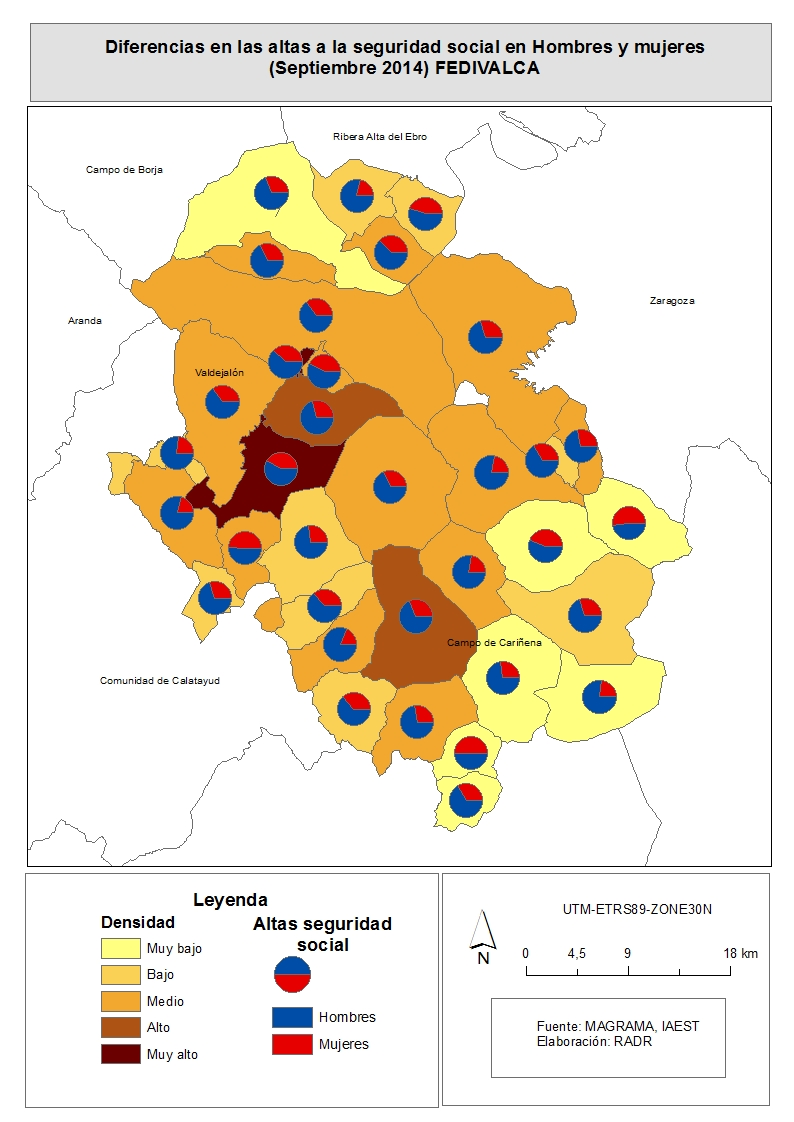 Diferencias en las altas a la seguridad social en Hombres y mujeres
(Septiembre 2014) FEDIVALCA
Ribera Alta del Ebro
Campo de Borja
Zaragoza
Aranda
Valdejalón
Campo de Cariñena
Comunidad de Calatayud
Leyenda
Densidad
Muy bajo
Bajo
Medio
Alto
Muy alto
Altas seguridad
social
Hombres
Mujeres
UTM-ETRS89-ZONE30N
N
0 4,5 9 18 km
Fuente: MAGRAMA, IAEST
Elaboración: RADR